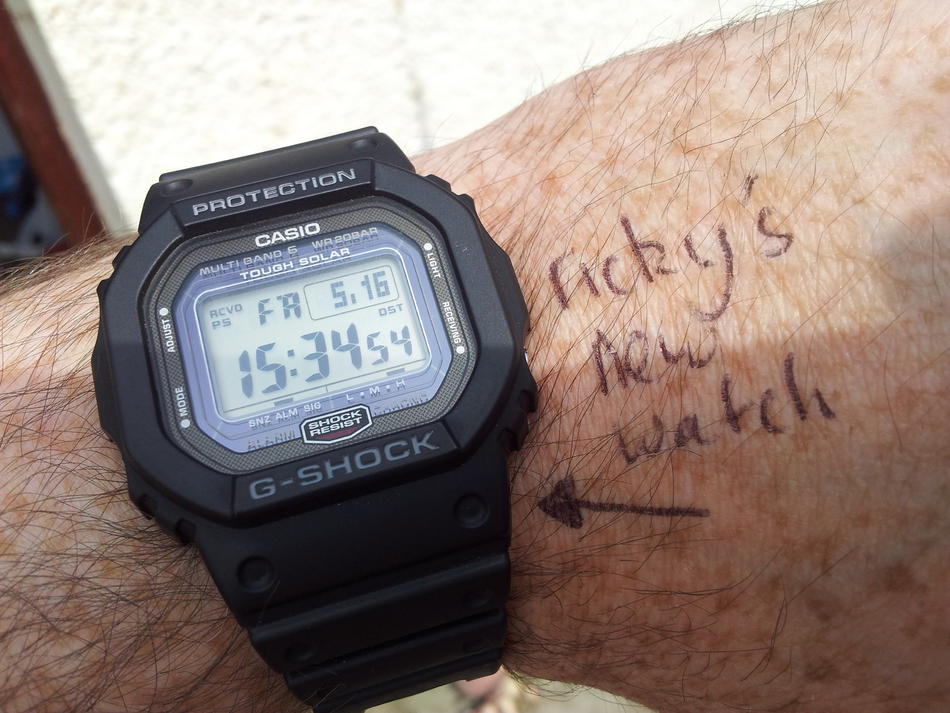 PROTECTION
CASIO
MULTI BAND 6 WR20BAR
TOUGH SOLAR
LIGHT
ADJUST
RECEIVING
MODE
RCVD
PS
FR 5.16
DST
15:34 54
SNZ ALM SIG L • M • H
SHOCK
RESIST
G-SHOCK
ricky's
new
watch